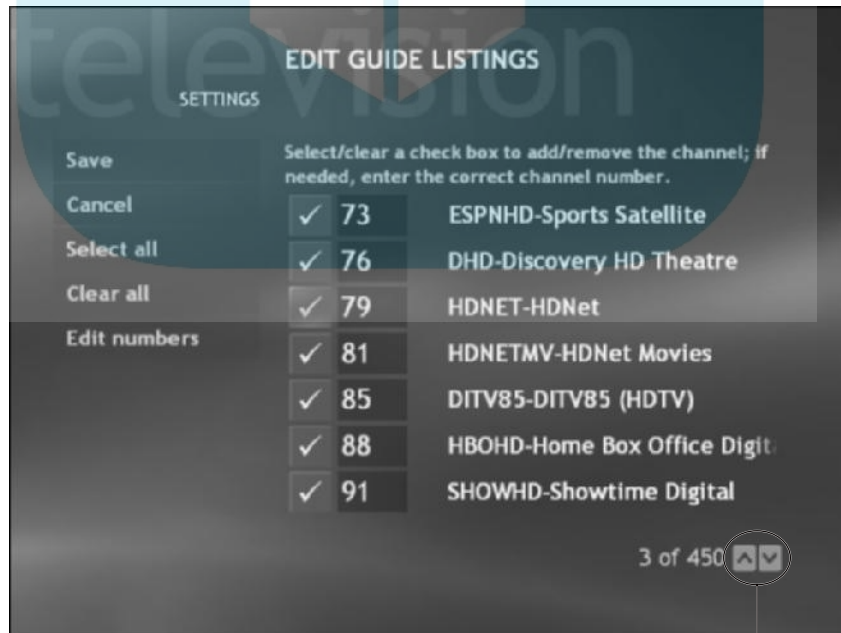 television
EDIT GUIDE LISTINGS
SETTINGS
Save
Cancel
Select all
Clear all
Edit numbers
Select/clear a check box to add/remove the channel; if
needed, enter the correct channel number.
73 ESPNHD-Sports Satellite
76 DHD-Discovery HD Theatre
79 HDNET-HDNet
81 HDNETMV-HDNet Movies
85 DITV85-DITV85 (HDTV)
88 HBOHD-Home Box Office Digit
91 SHOWHD-Showtime Digital
3 of 450